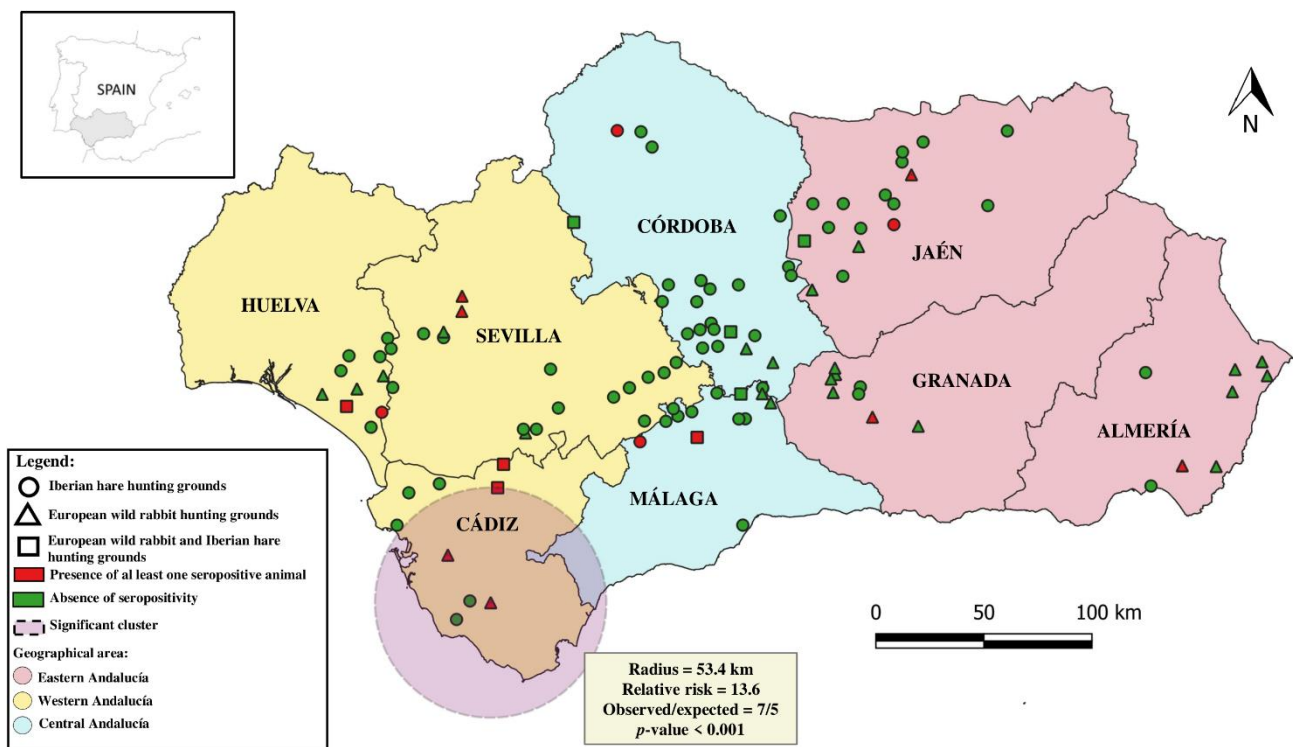 SPAIN
N
CÓRDOBA
JAÉN
HUELVA
SEVILLA
GRANADA
ALMERÍA
MÁLAGA
CÁDIZ
Legend:
Iberian hare hunting grounds
European wild rabbit hunting grounds
European wild rabbit and Iberian hare
hunting grounds
Presence of al least one seropositive animal
Absence of seropositivity
Significant cluster
Geographical area:
Eastern Andalucía
Western Andalucía
Central Andalucía
0 50 100 km
Radius = 53.4 km
Relative risk = 13.6
Observed/expected = 7/5
p-value < 0.001